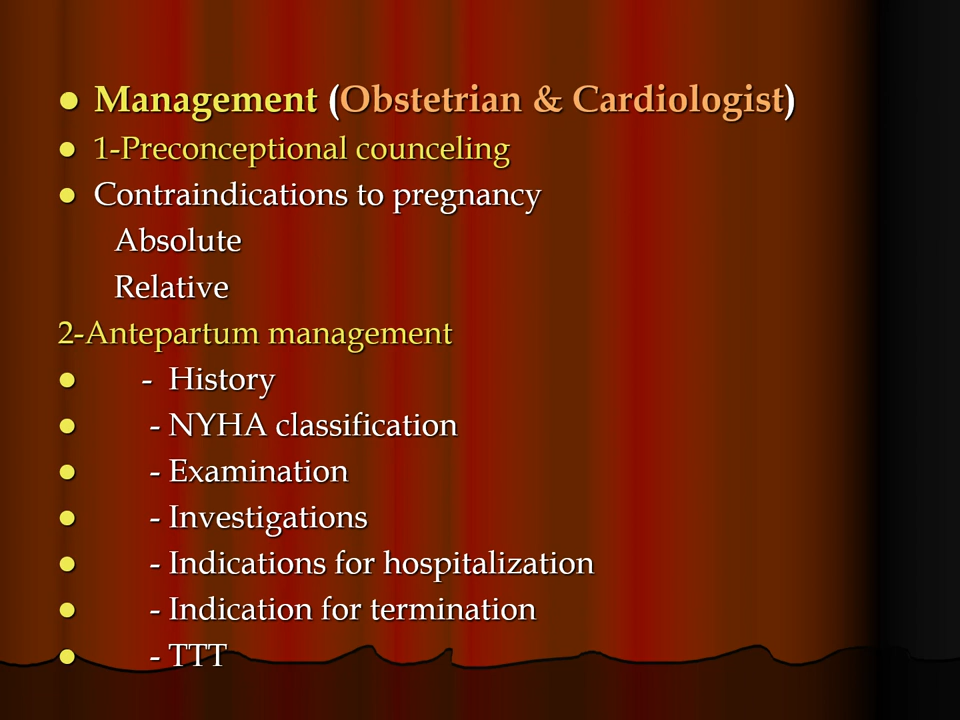 ● Management (Obstetrian & Cardiologist)
● 1-Preconceptional counceling
● Contraindications to pregnancy
Absolute
Relative
2-Antepartum management
● - History
● - NYHA classification
● - Examination
● - Investigations
● - Indications for hospitalization
● - Indication for termination
● - TTT